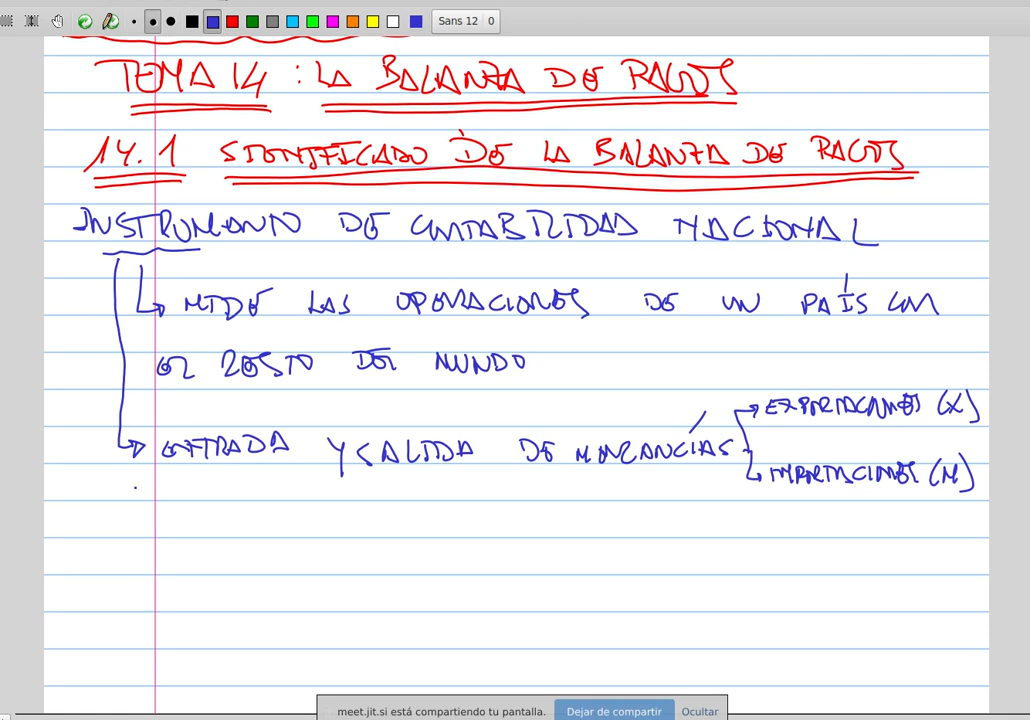 Sans 12 0
TEMA 14 : LA BALANZA DE PAGOS
14.1 SIGNIFICADO DE LA BALANZA DE PAGOS
INSTRUMENTO DE CONTABILIDAD NACIONAL
MIDE LAS OPERACIONES DE UN PAÍS CON
EL RESTO DEL MUNDO
EXPORTACIONES (X)
ENTRADA Y SALIDA DE MERCANCÍAS
IMPORTACIONES (M)
meet.jit.si está compartiendo tu pantalla. Dejar de compartir Ocultar